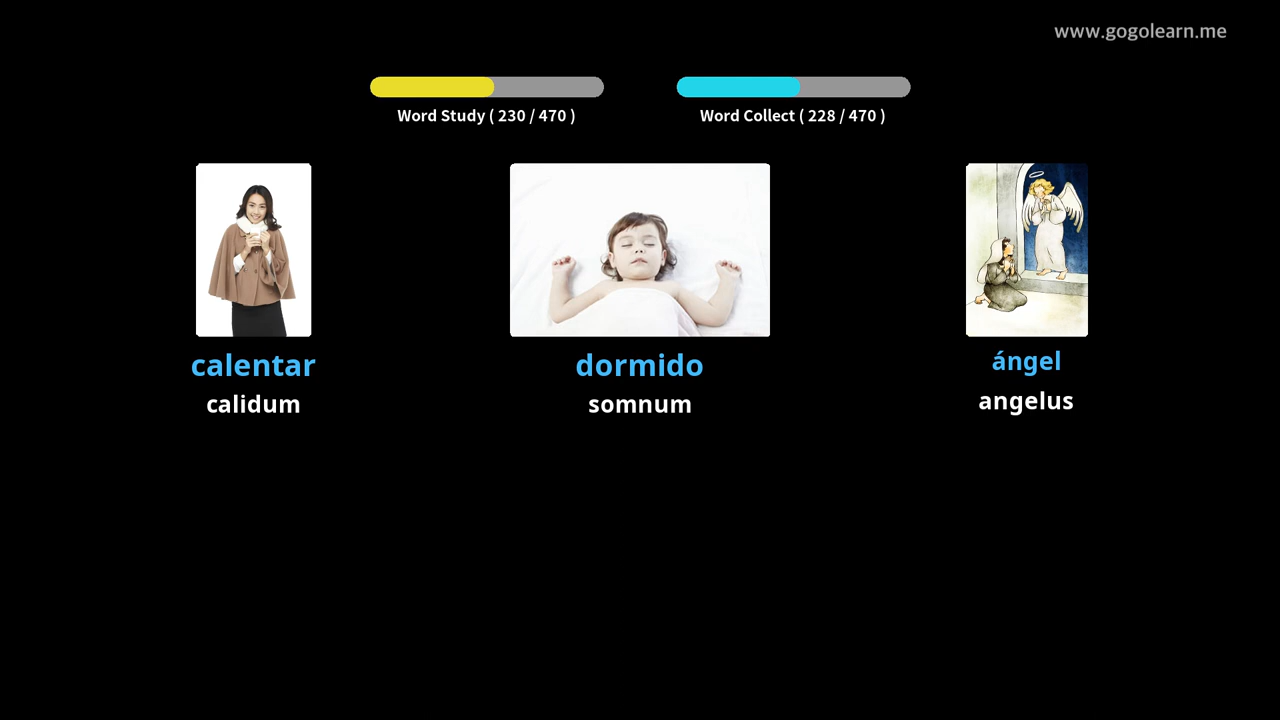 www.gogolearn.me
Word Study ( 230 / 470 )
Word Collect ( 228 / 470 )
calentar
calidum
dormido
somnum
ángel
angelus